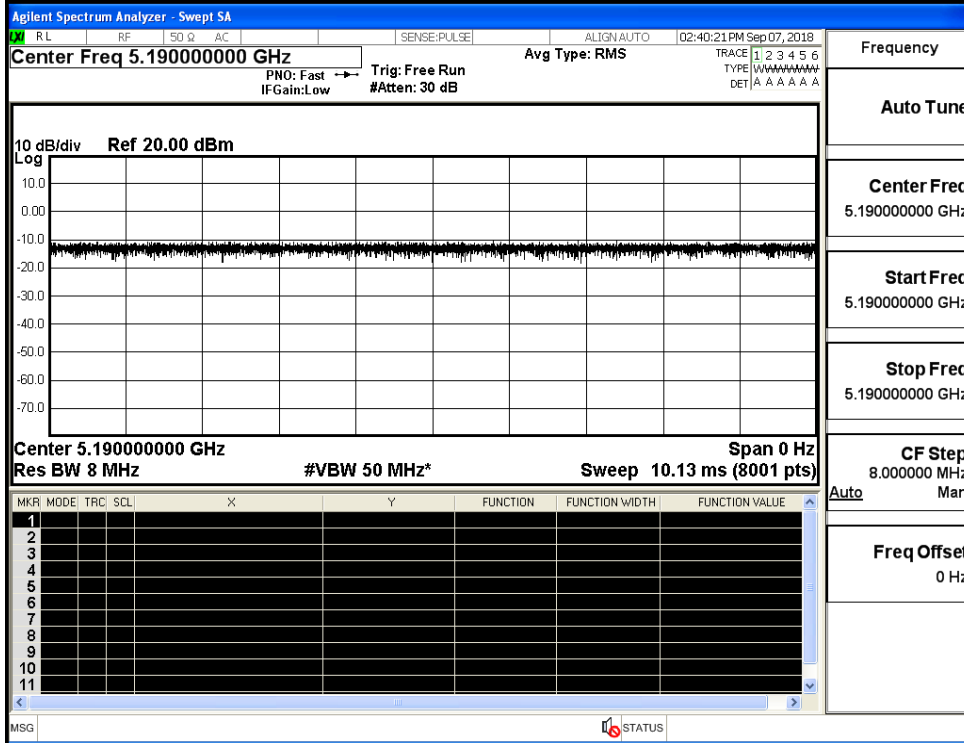 Agilent Spectrum Analyzer - Swept SA
LXI RL RF 50 Ω AC SENSE:PULSE ALIGNAUTO 02:40:21 PM Sep 07, 2018
Center Freq 5.190000000 GHz
Avg Type: RMS
TRACE 1 2 3 4 5 6
TYPE WWWWWW
DET A A A A A A
PNO: Fast
IFGain:Low
Trig: Free Run
#Atten: 30 dB
10 dB/div Ref 20.00 dBm
Log
10.0
0.00
-10.0
-20.0
-30.0
-40.0
-50.0
-60.0
-70.0
Center 5.190000000 GHz Span 0 Hz
Res BW 8 MHz #VBW 50 MHz* Sweep 10.13 ms (8001 pts)
MKR MODE TRC SCL X Y FUNCTION FUNCTION WIDTH FUNCTION VALUE
1
2
3
4
5
6
7
8
9
10
11
MSG STATUS
Frequency
Auto Tune
Center Freq
5.190000000 GHz
Start Freq
5.190000000 GHz
Stop Freq
5.190000000 GHz
CF Step
8.000000 MHz
Auto Man
Freq Offset
0 Hz